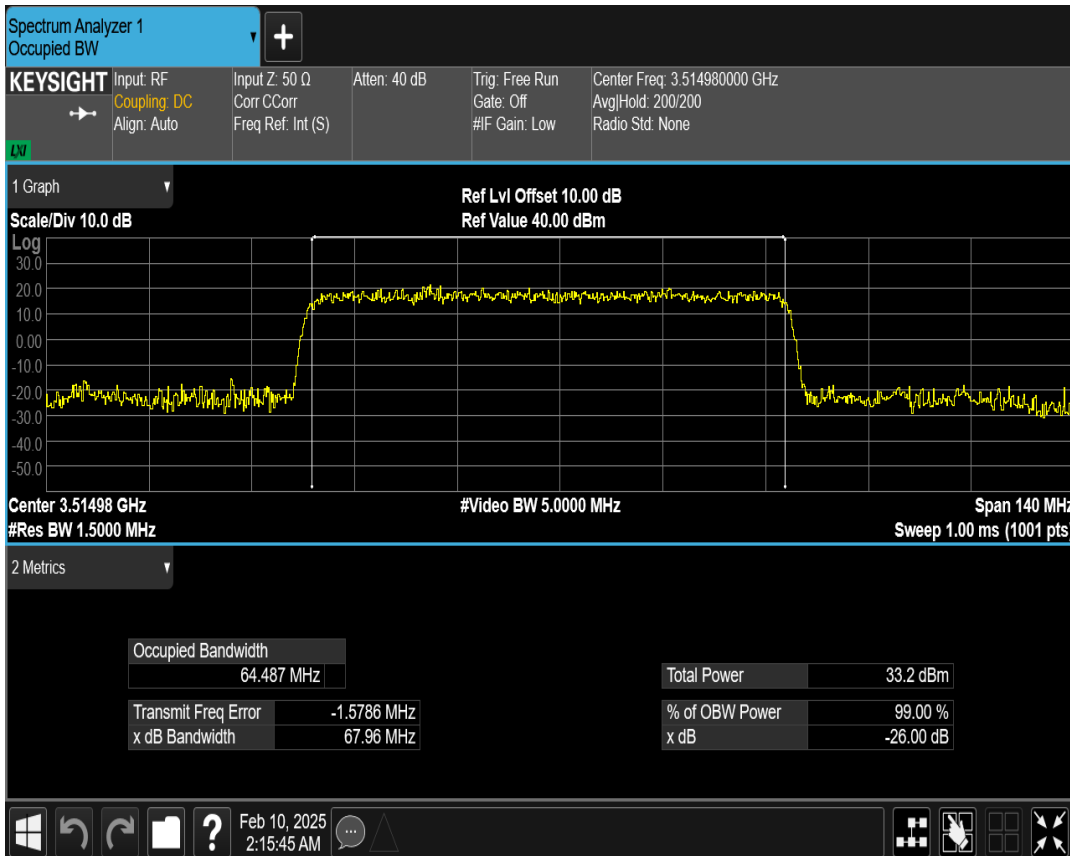 Spectrum Analyzer 1
Occupied BW
+
KEYSIGHT
LXI
Input: RF
Coupling: DC
Align: Auto
Input Z: 50 Ω
Corr CCorr
Freq Ref: Int (S)
Atten: 40 dB
Trig: Free Run
Gate: Off
#IF Gain: Low
Center Freq: 3.514980000 GHz
Avg|Hold: 200/200
Radio Std: None
1 Graph
Scale/Div 10.0 dB
Ref Lvl Offset 10.00 dB
Ref Value 40.00 dBm
Log
30.0
20.0
10.0
0.00
-10.0
-20.0
-30.0
-40.0
-50.0
Center 3.51498 GHz
#Video BW 5.0000 MHz
Span 140 MHz
#Res BW 1.5000 MHz
Sweep 1.00 ms (1001 pts)
2 Metrics
Occupied Bandwidth
64.487 MHz
Total Power 33.2 dBm
Transmit Freq Error -1.5786 MHz
% of OBW Power 99.00 %
x dB Bandwidth 67.96 MHz
x dB -26.00 dB
?
Feb 10, 2025
2:15:45 AM